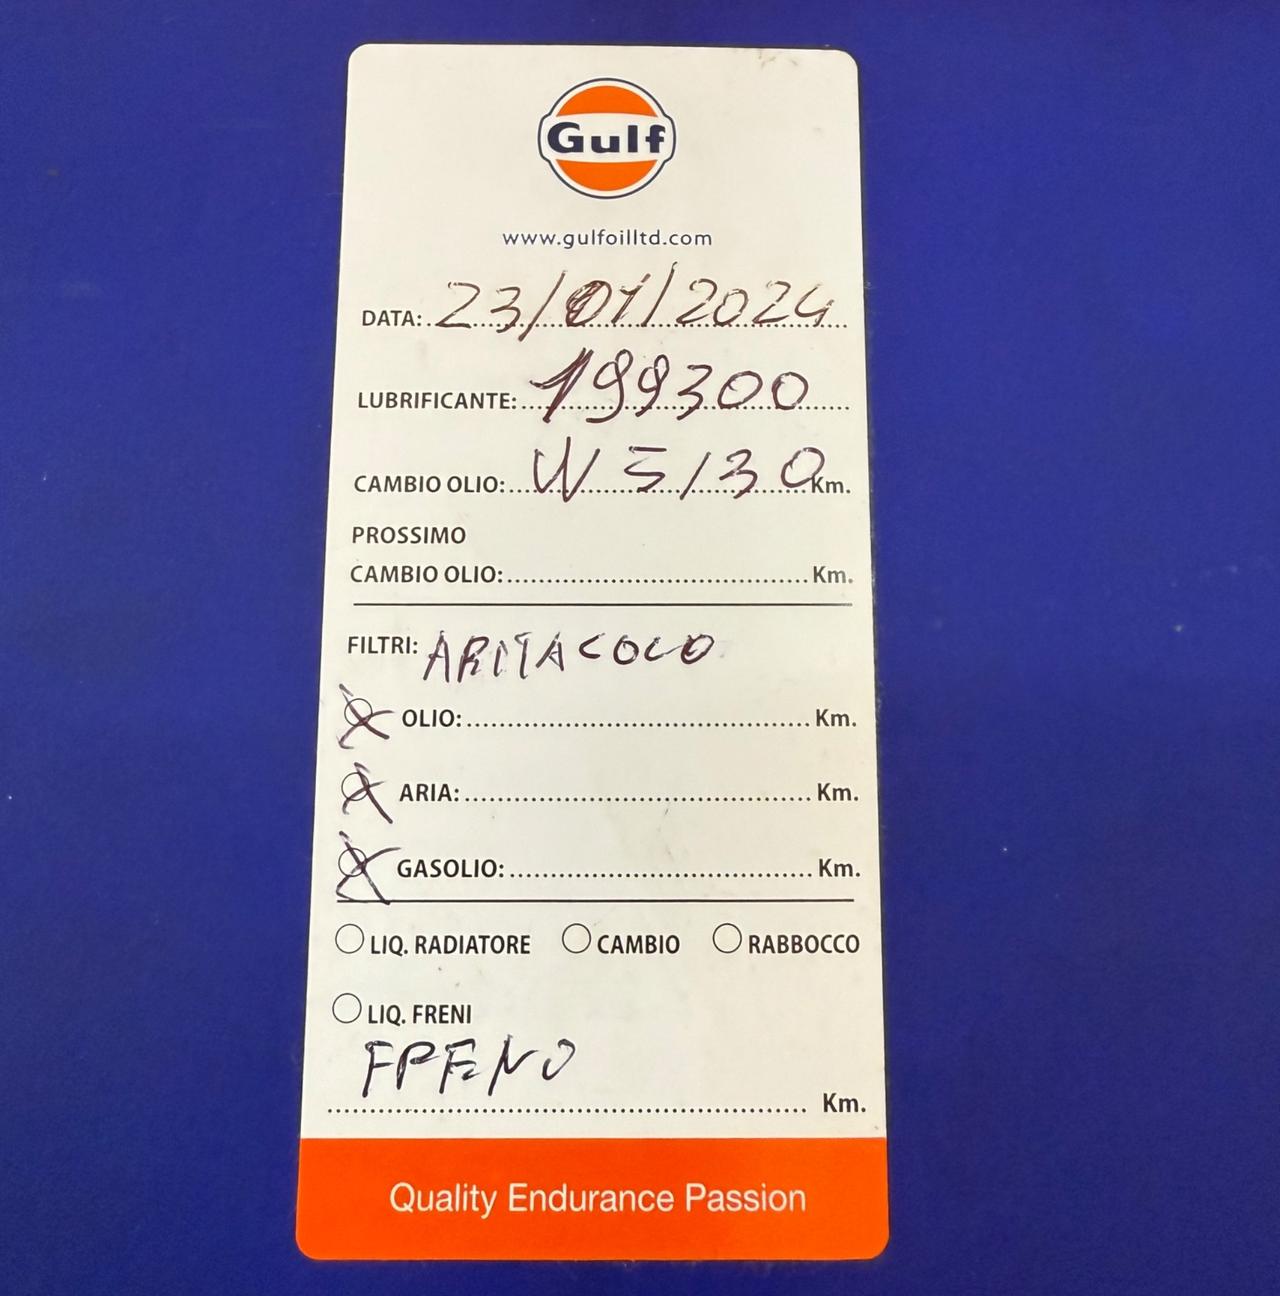 Gulf
www.gulfoilltd.com
DATA: 23/01/2024
LUBRIFICANTE: 199300
CAMBIO OLIO: W 5/30 Km.
PROSSIMO
CAMBIO OLIO: Km.
FILTRI:
OLIO: Km.
ARIA: Km.
GASOLIO: Km.
LIQ. RADIATORE CAMBIO RABBOCCO
LIQ. FRENI
FRENO
Km.
Quality Endurance Passion